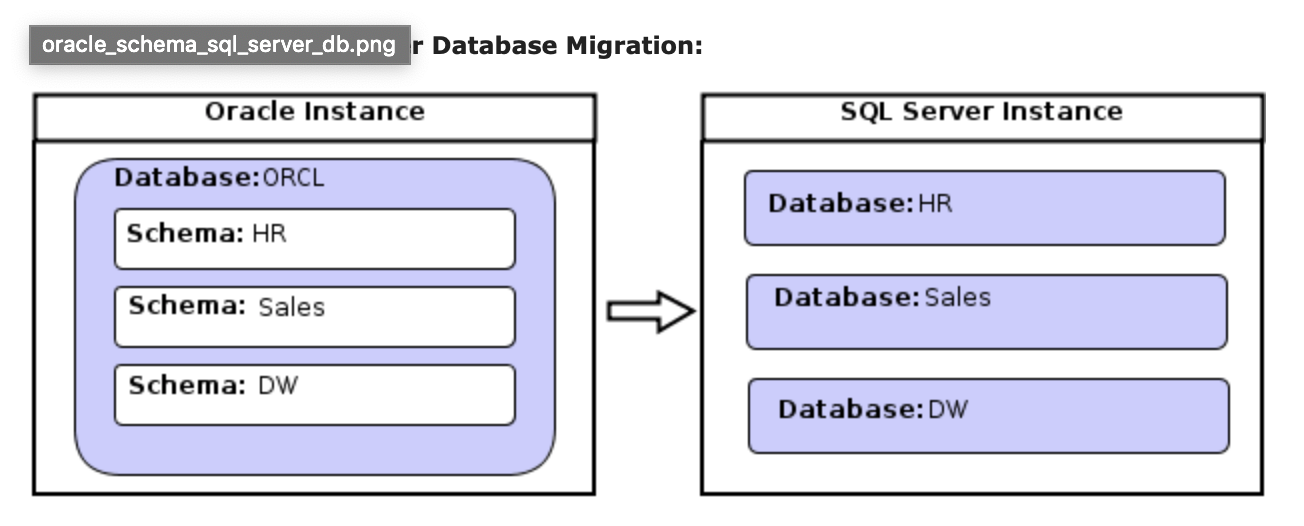 oracle_schema_sql_server_db.png
r Database Migration:
Oracle Instance
Database:ORCL
Schema: HR
Schema: Sales
Schema: DW
SQL Server Instance
Database:HR
Database:Sales
Database:DW